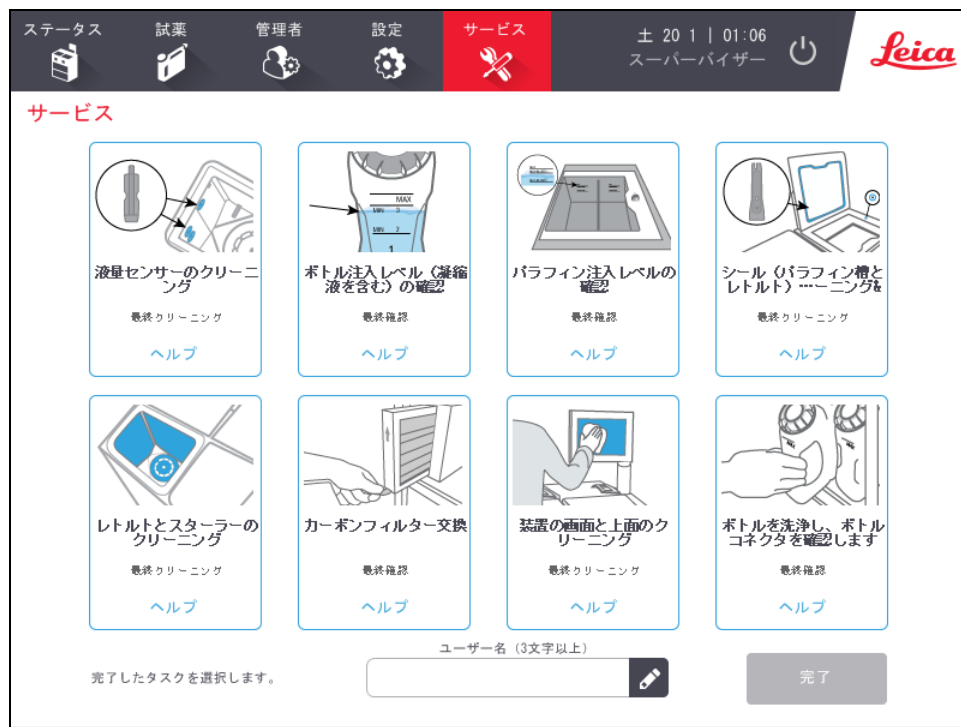 ステータス
試薬
管理者
設定
サービス
土 20 1 | 01:06
スーパーバイザー
Leica
サービス
液量センサーのクリーニ
ング
最終クリーニング
ヘルプ
MAX
MIN 3
MIN 2
1
ボトル注入レベル（凝縮
液を含む）の確認
最終確認
ヘルプ
パラフィン注入レベルの
確認
最終確認
ヘルプ
シール（パラフィン槽と
レトルト）…ーニング&
最終クリーニング
ヘルプ
レトルトとスターラーの
クリーニング
最終クリーニング
ヘルプ
カーボンフィルター交換
最終確認
ヘルプ
装置の画面と上面のク
リーニング
最終クリーニング
ヘルプ
ボトルを洗浄し、ボトル
コネクタを確認します
最終確認
ヘルプ
ユーザー名（3文字以上）
完了したタスクを選択します。
完了